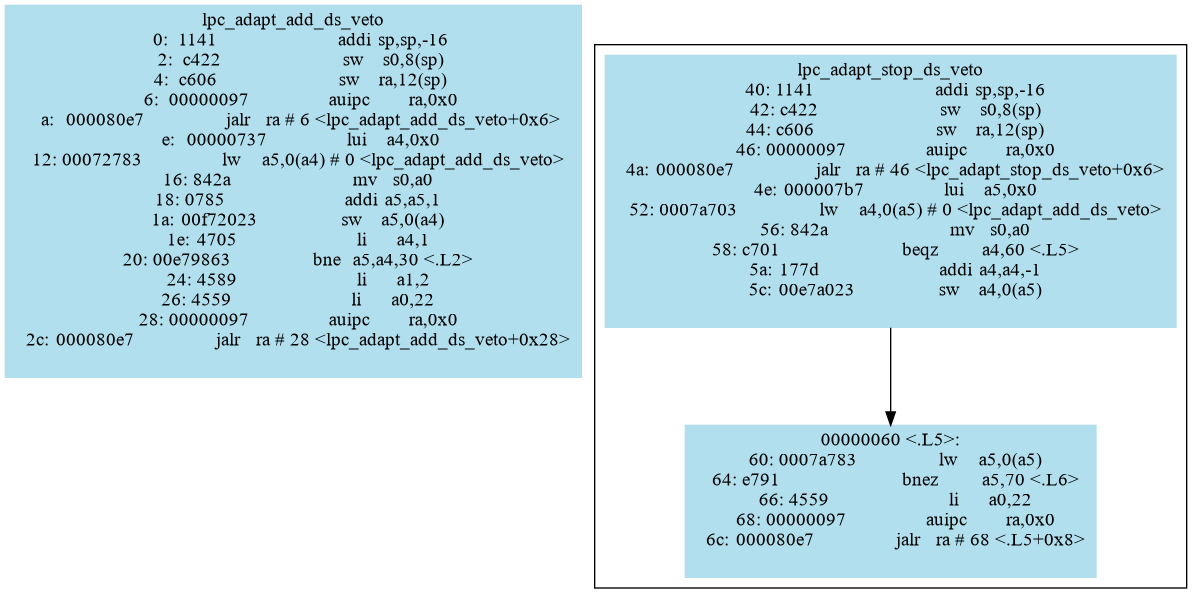 lpc_adapt_add_ds_veto
0: 1141 addi sp,sp,-16
2: c422 sw s0,8(sp)
4: c606 sw ra,12(sp)
6: 00000097 auipc ra,0x0
a: 000080e7 jalr ra # 6 <lpc_adapt_add_ds_veto+0x6>
e: 00000737 lui a4,0x0
12: 00072783 lw a5,0(a4) # 0 <lpc_adapt_add_ds_veto>
16: 842a mv s0,a0
18: 0785 addi a5,a5,1
1a: 00f72023 sw a5,0(a4)
1e: 4705 li a4,1
20: 00e79863 bne a5,a4,30 <.L2>
24: 4589 li a1,2
26: 4559 li a0,22
28: 00000097 auipc ra,0x0
2c: 000080e7 jalr ra # 28 <lpc_adapt_add_ds_veto+0x28>
lpc_adapt_stop_ds_veto
40: 1141 addi sp,sp,-16
42: c422 sw s0,8(sp)
44: c606 sw ra,12(sp)
46: 00000097 auipc ra,0x0
4a: 000080e7 jalr ra # 46 <lpc_adapt_stop_ds_veto+0x6>
4e: 000007b7 lui a5,0x0
52: 0007a703 lw a4,0(a5) # 0 <lpc_adapt_add_ds_veto>
56: 842a mv s0,a0
58: c701 beqz a4,60 <.L5>
5a: 177d addi a4,a4,-1
5c: 00e7a023 sw a4,0(a5)
00000060 <.L5>:
60: 0007a783 lw a5,0(a5)
64: e791 bnez a5,70 <.L6>
66: 4559 li a0,22
68: 00000097 auipc ra,0x0
6c: 000080e7 jalr ra # 68 <.L5+0x8>